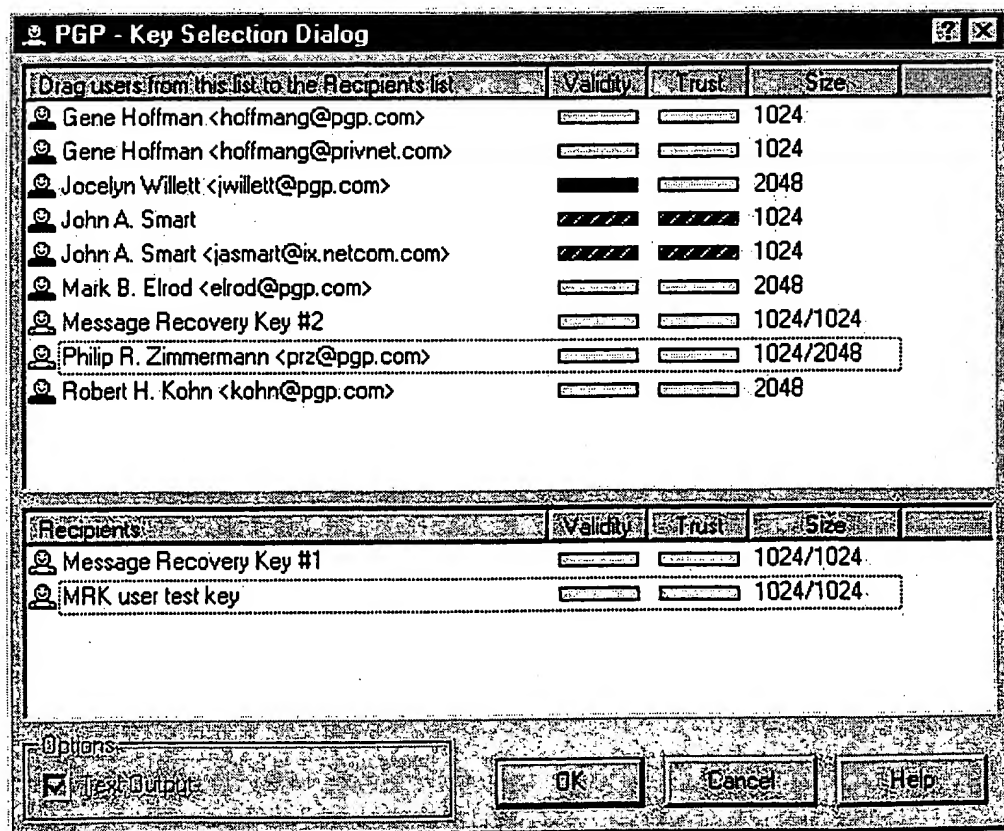 PGP - Key Selection Dialog
Drag users from this list to the Recipients list Validity Trust Size
Gene Hoffman <hoffmang@pgp.com> 1024
Gene Hoffman <hoffmang@privnet.com> 1024
Jocelyn Willett <jwillett@pgp.com> 2048
John A. Smart 1024
John A. Smart <jasmart@ix.netcom.com> 1024
Mark B. Elrod <elrod@pgp.com> 2048
Message Recovery Key #2 1024/1024
Philip R. Zimmermann <prz@pgp.com> 1024/2048
Robert H. Kohn <kohn@pgp.com> 2048
Recipients Validity Trust Size
Message Recovery Key #1 1024/1024
MRK user test key 1024/1024
Options
Text Output
OK Cancel Help